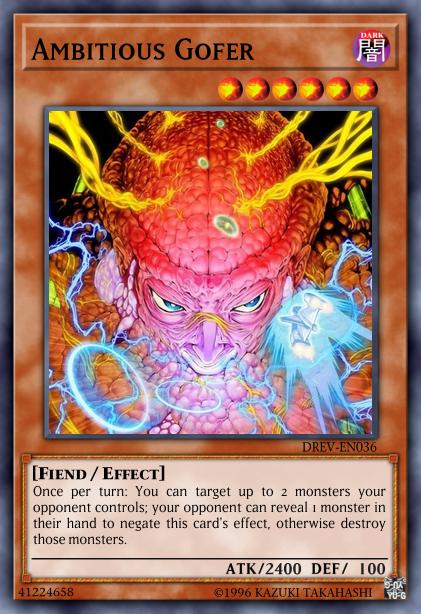 AMBITIOUS GOFER
DARK
闇
DREV-EN036
[FIEND / EFFECT]
Once per turn: You can target up to 2 monsters your
opponent controls; your opponent can reveal 1 monster in
their hand to negate this card's effect, otherwise destroy
those monsters.
ATK/2400 DEF/ 100
41224658
©1996 KAZUKI TAKAHASHI